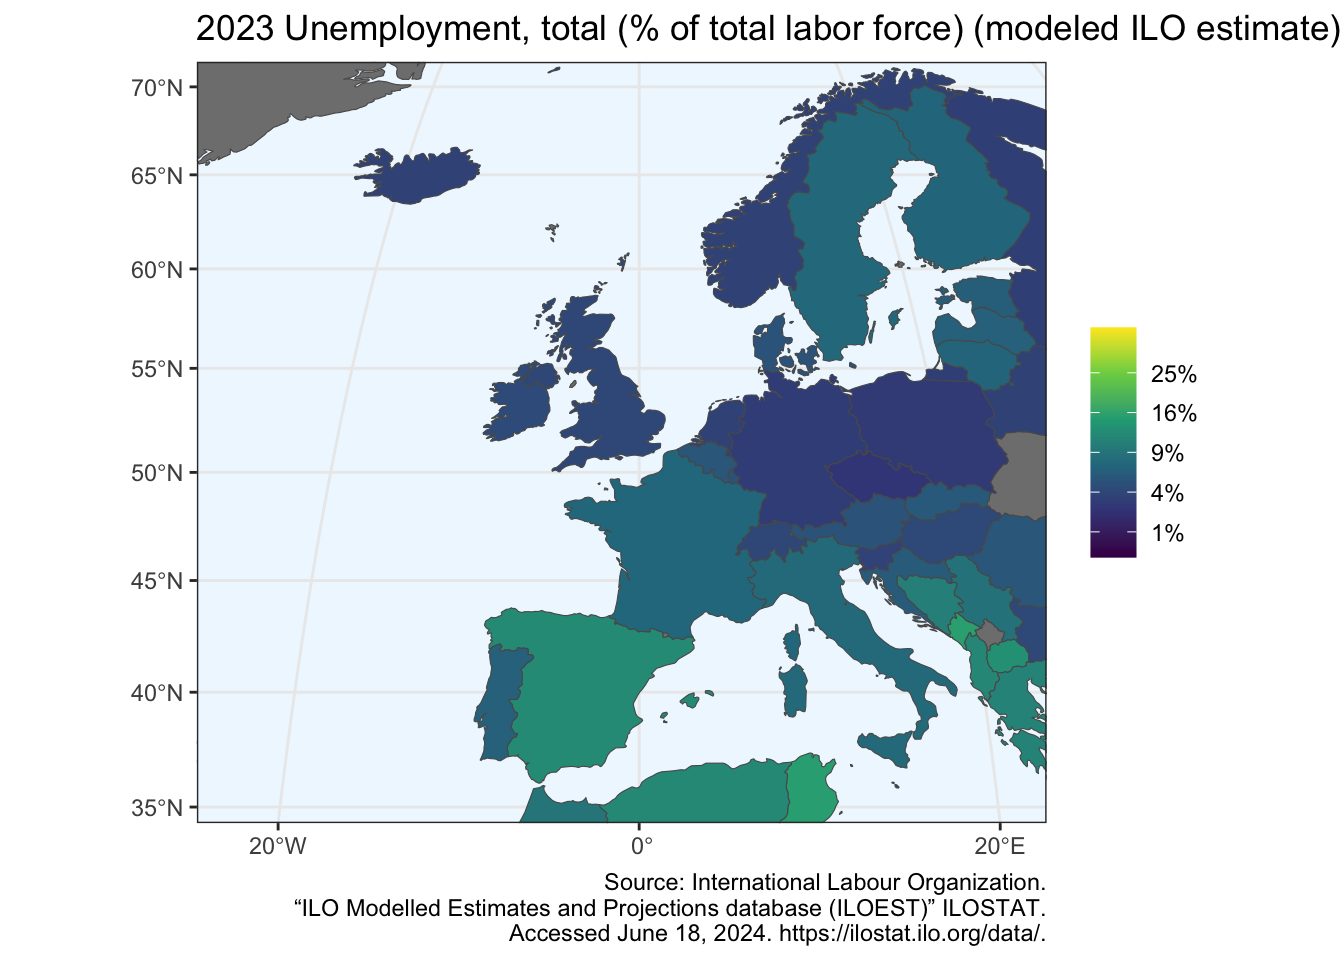 2023 Unemployment, total (% of total labor force) (modeled ILO estimate)
70°N
65°N
60°N
55°N
50°N
45°N
40°N
35°N
20°W
0°
20°E
25%
16%
9%
4%
1%
Source: International Labour Organization.
“ILO Modelled Estimates and Projections database (ILOEST)” ILOSTAT.
Accessed June 18, 2024. https://ilostat.ilo.org/data/.